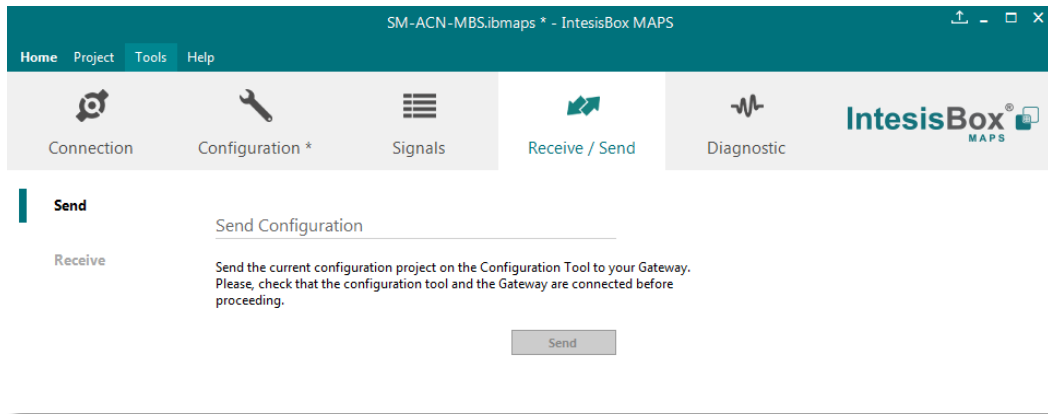 SM-ACN-MBS.ibmaps * - IntesisBox MAPS
Home Project Tools Help
Connection Configuration * Signals Receive / Send Diagnostic
IntesisBox®
MAPS
Send
Send Configuration
Receive
Send the current configuration project on the Configuration Tool to your Gateway.
Please, check that the configuration tool and the Gateway are connected before
proceeding.
Send